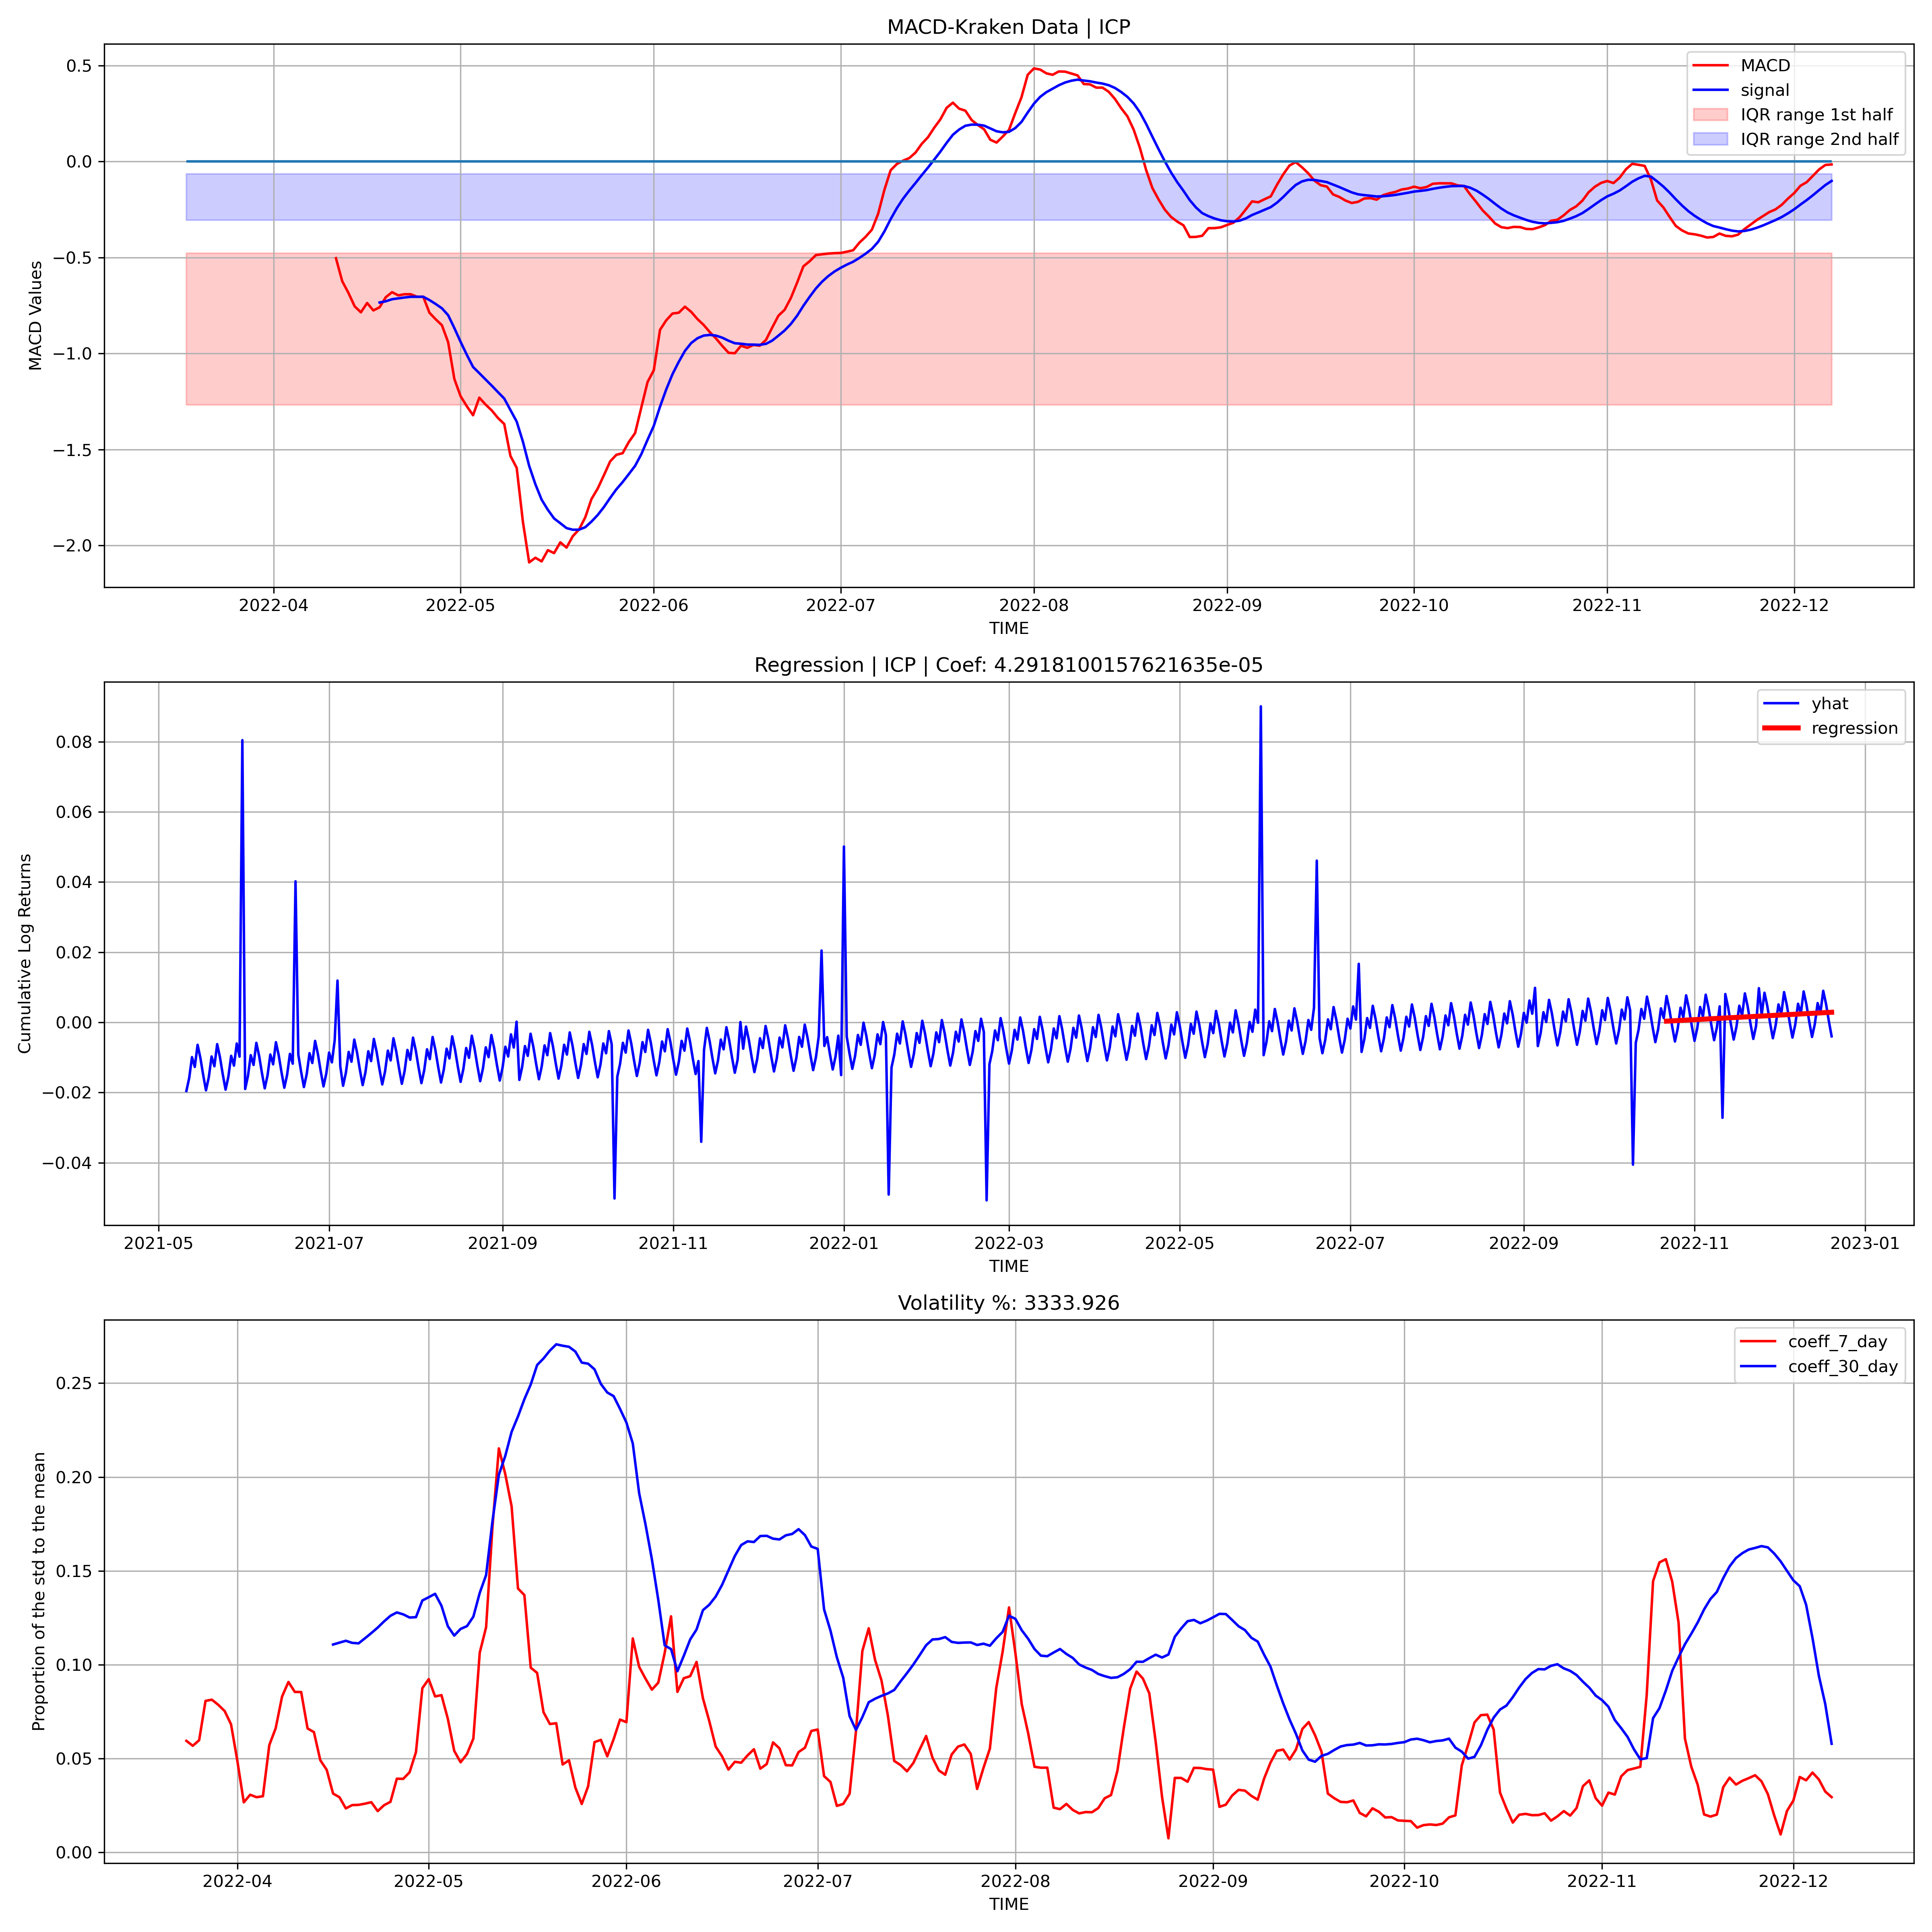 MACD-Kraken Data | ICP
MACD Values
0.5
0.0
−0.5
−1.0
−1.5
−2.0
MACD
signal
IQR range 1st half
IQR range 2nd half
2022-04 2022-05 2022-06 2022-07 2022-08 2022-09 2022-10 2022-11 2022-12
TIME
Regression | ICP | Coef: 4.2918100157621635e-05
Cumulative Log Returns
0.08
0.06
0.04
0.02
0.00
−0.02
−0.04
yhat
regression
2021-05 2021-07 2021-09 2021-11 2022-01 2022-03 2022-05 2022-07 2022-09 2022-11 2023-01
TIME
Volatility %: 3333.926
Proportion of the std to the mean
0.25
0.20
0.15
0.10
0.05
0.00
coeff_7_day
coeff_30_day
2022-04 2022-05 2022-06 2022-07 2022-08 2022-09 2022-10 2022-11 2022-12
TIME